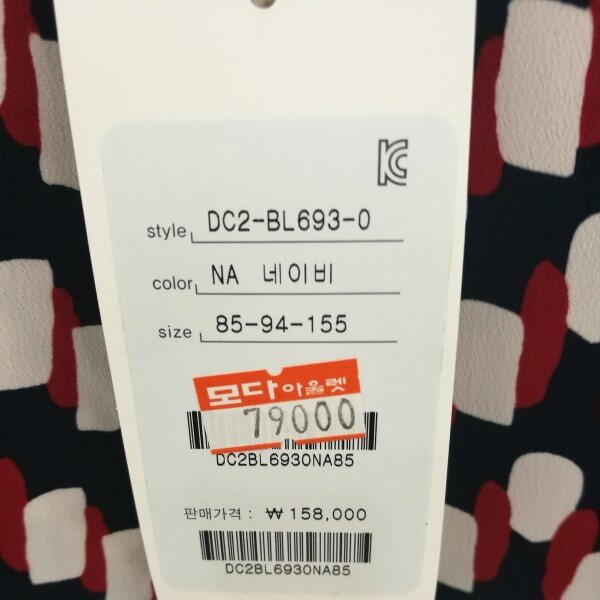 KC
style DC2-BL693-0
color NA 네이비
size 85-94-155
모다아울렛
79000
DC2BL6930NA85
판매가격 : ₩ 158,000
DC2BL6930NA85